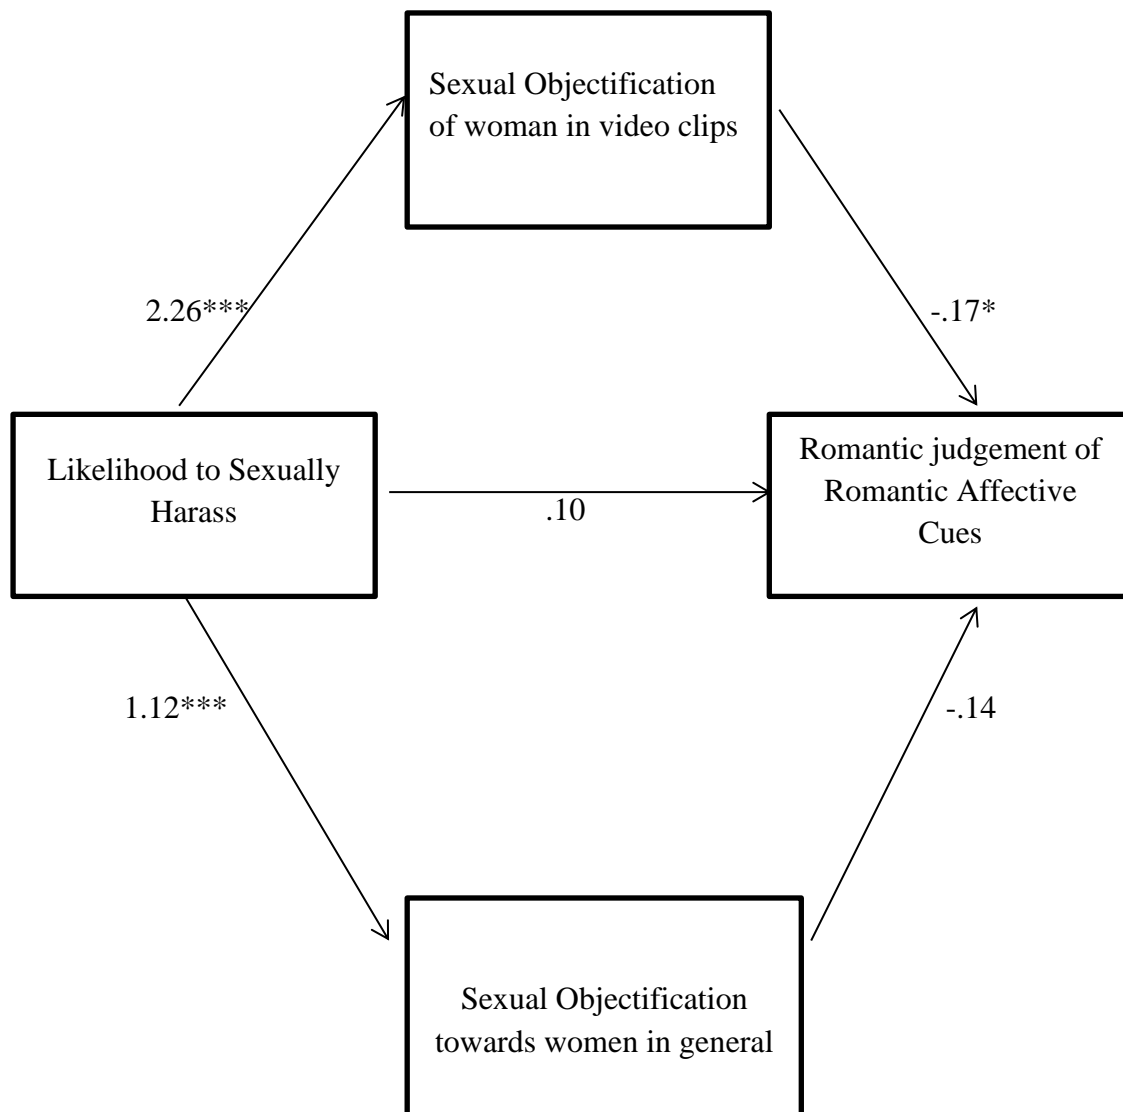 Sexual Objectification
of woman in video clips
2.26***
-.17*
Likelihood to Sexually
Harass
.10
Romantic judgement of
Romantic Affective
Cues
1.12***
-.14
Sexual Objectification
towards women in general